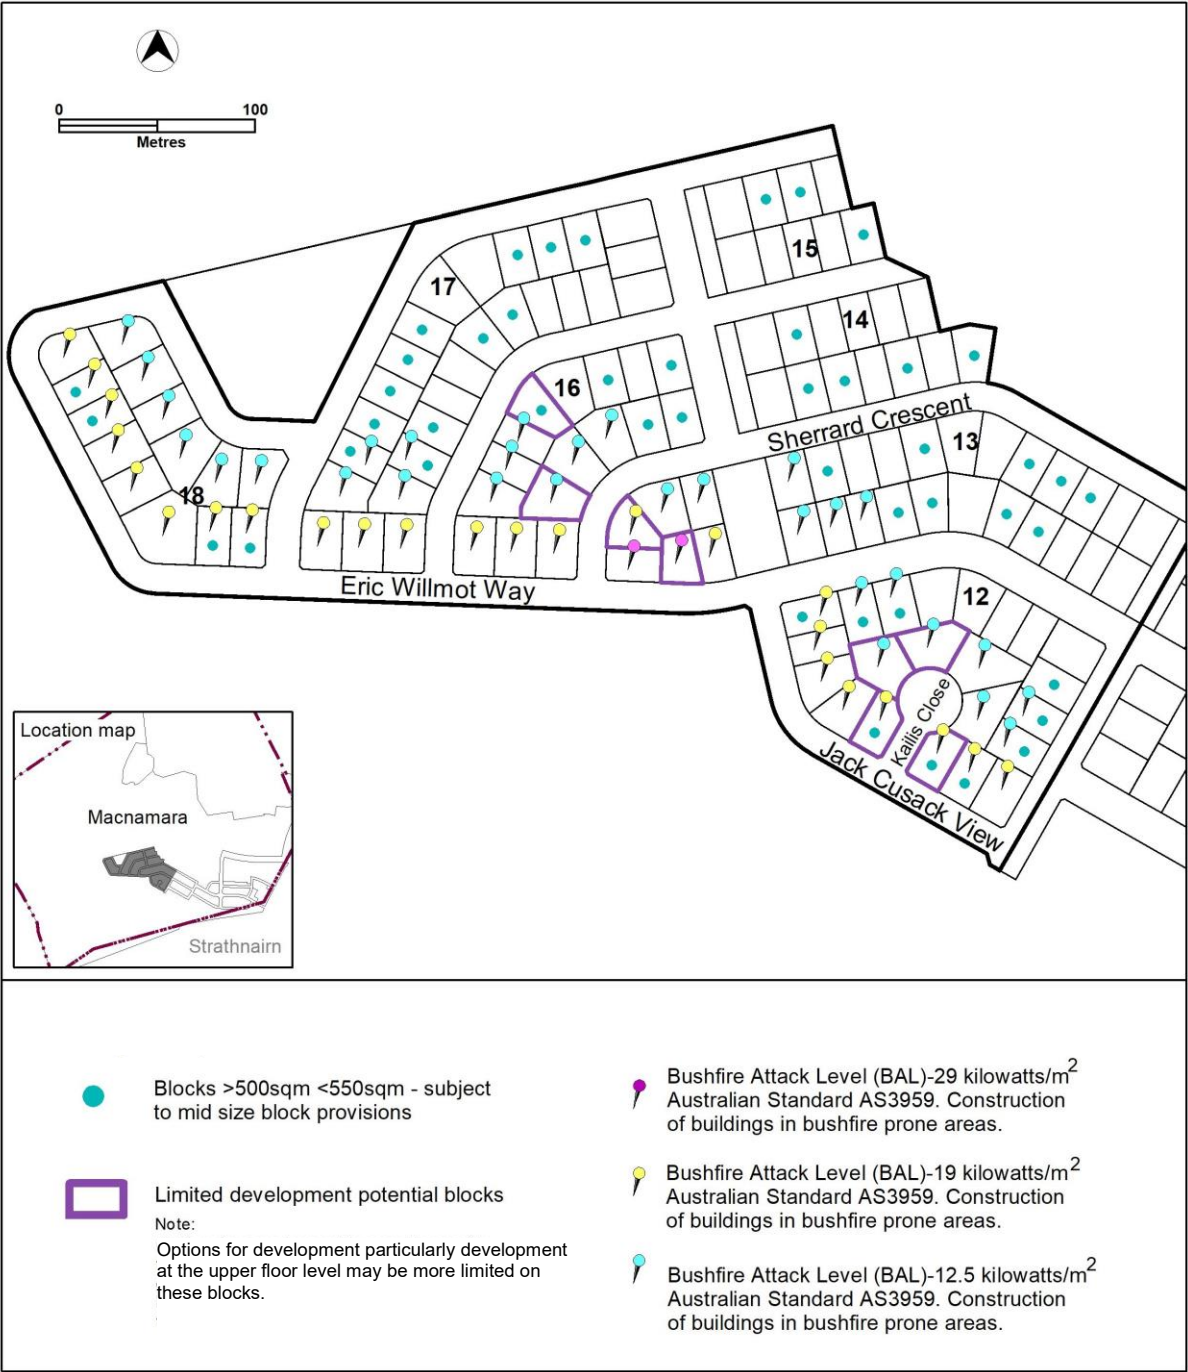 0 100
Metres
15
17
14
16
Sherrard Crescent
13
18
Eric Willmot Way
12
Kailis Close
Jack Cusack View
Location map
Macnamara
Strathnairn
Blocks >500sqm <550sqm - subject
to mid size block provisions
Limited development potential blocks
Note:
Options for development particularly development
at the upper floor level may be more limited on
these blocks.
Bushfire Attack Level (BAL)-29 kilowatts/m²
Australian Standard AS3959. Construction
of buildings in bushfire prone areas.
Bushfire Attack Level (BAL)-19 kilowatts/m²
Australian Standard AS3959. Construction
of buildings in bushfire prone areas.
Bushfire Attack Level (BAL)-12.5 kilowatts/m²
Australian Standard AS3959. Construction
of buildings in bushfire prone areas.